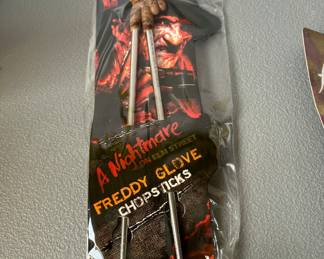 A Nightmare
ON ELM STREET
FREDDY GLOVE
CHOPSTICKS